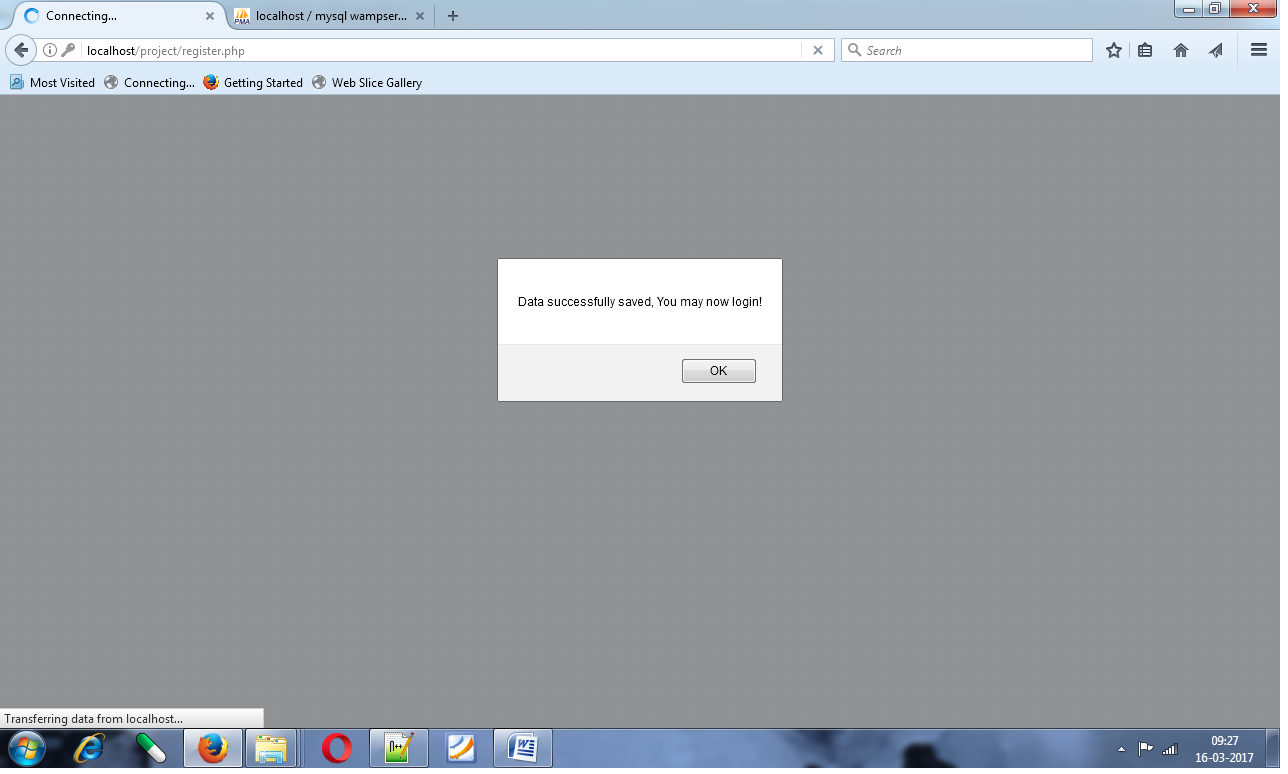 Connecting...
localhost / mysql wampser...
localhost/project/register.php
Search
Most Visited
Connecting...
Getting Started
Web Slice Gallery
Data successfully saved, You may now login!
OK
Transferring data from localhost...
09:27
16-03-2017